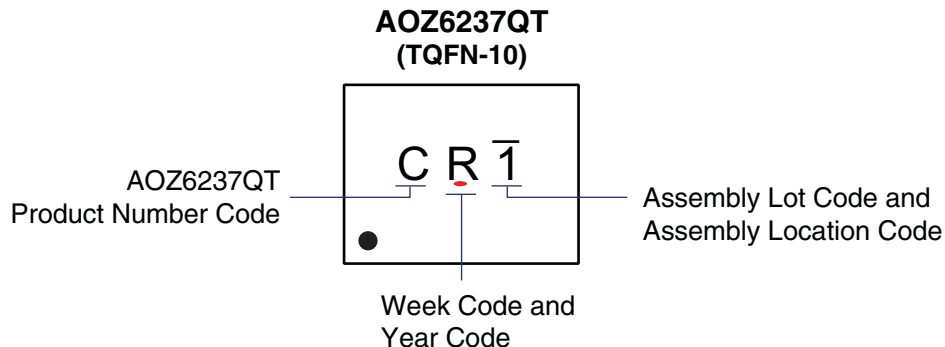 AOZ6237QT
(TQFN-10)
C R 1̅
AOZ6237QT
Product Number Code
Assembly Lot Code and
Assembly Location Code
Week Code and
Year Code